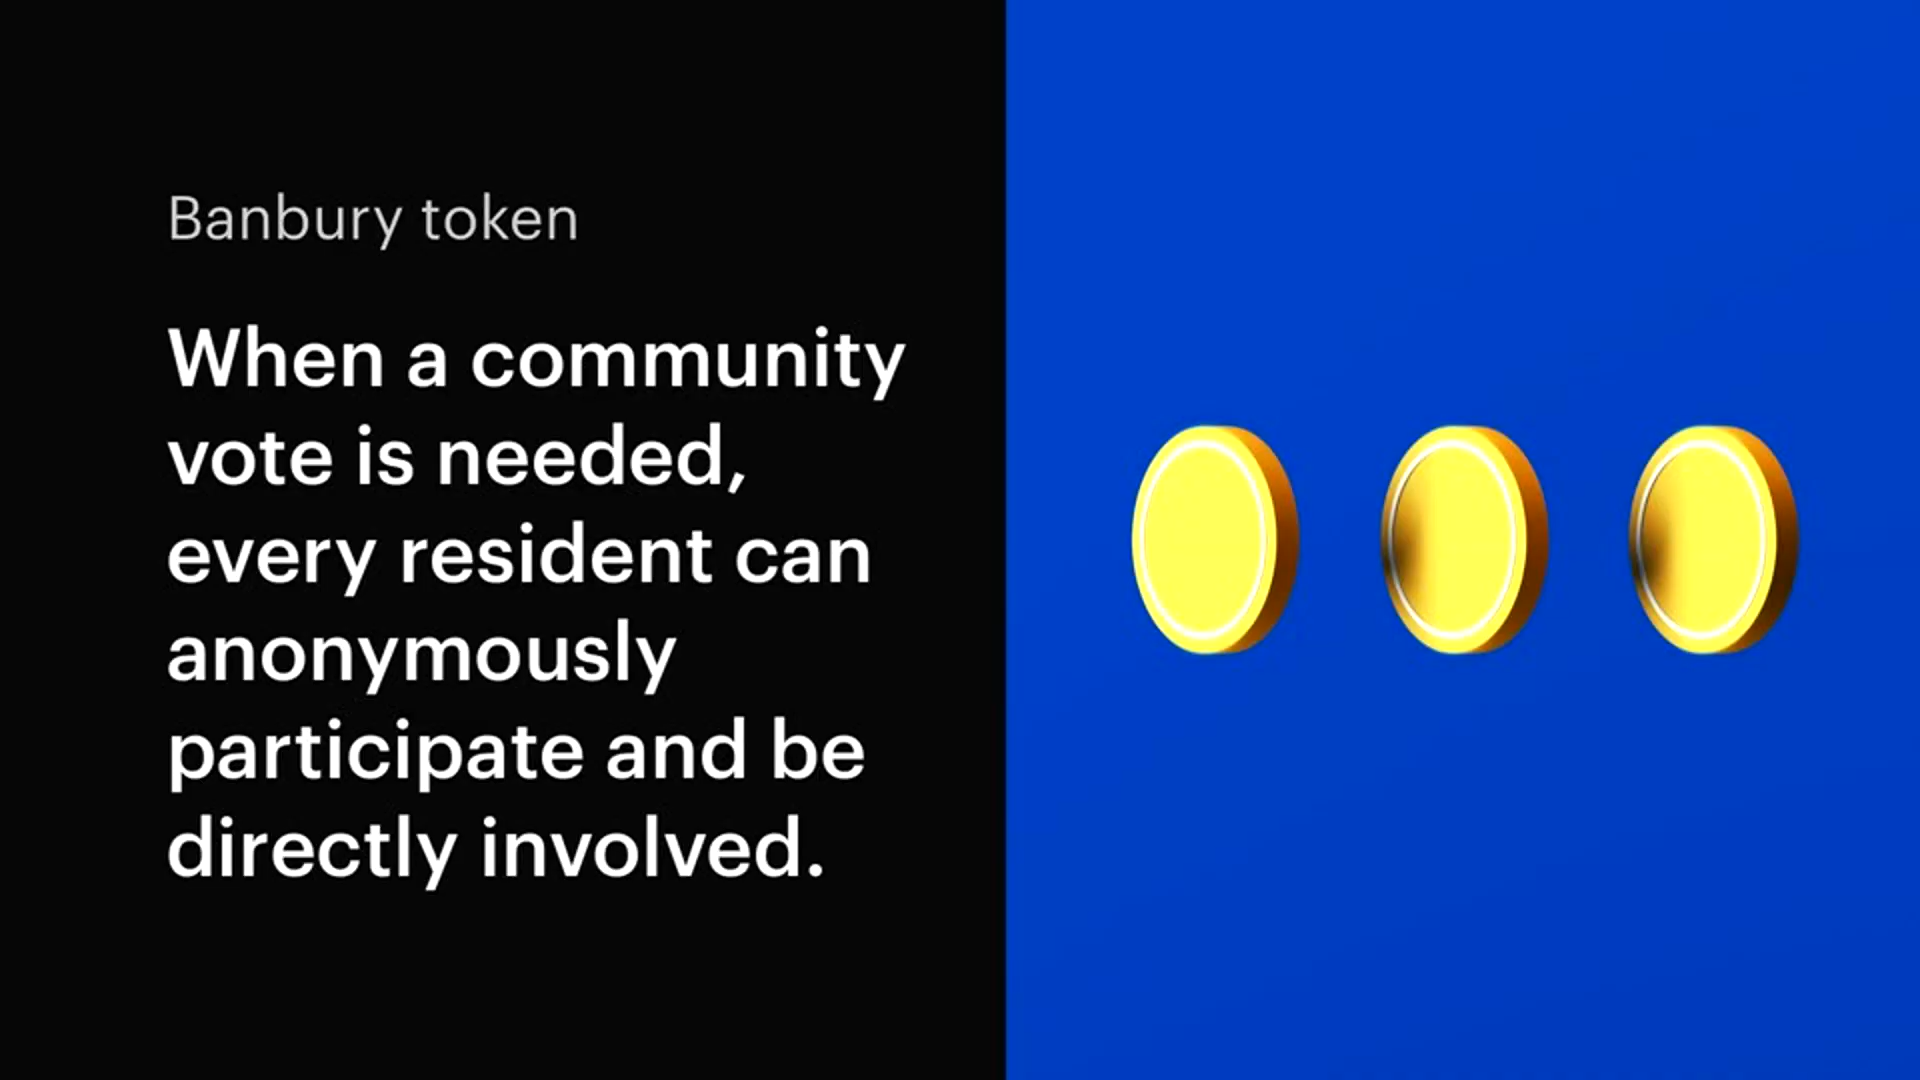 Banbury token
When a community
vote is needed,
every resident can
anonymously
participate and be
directly involved.